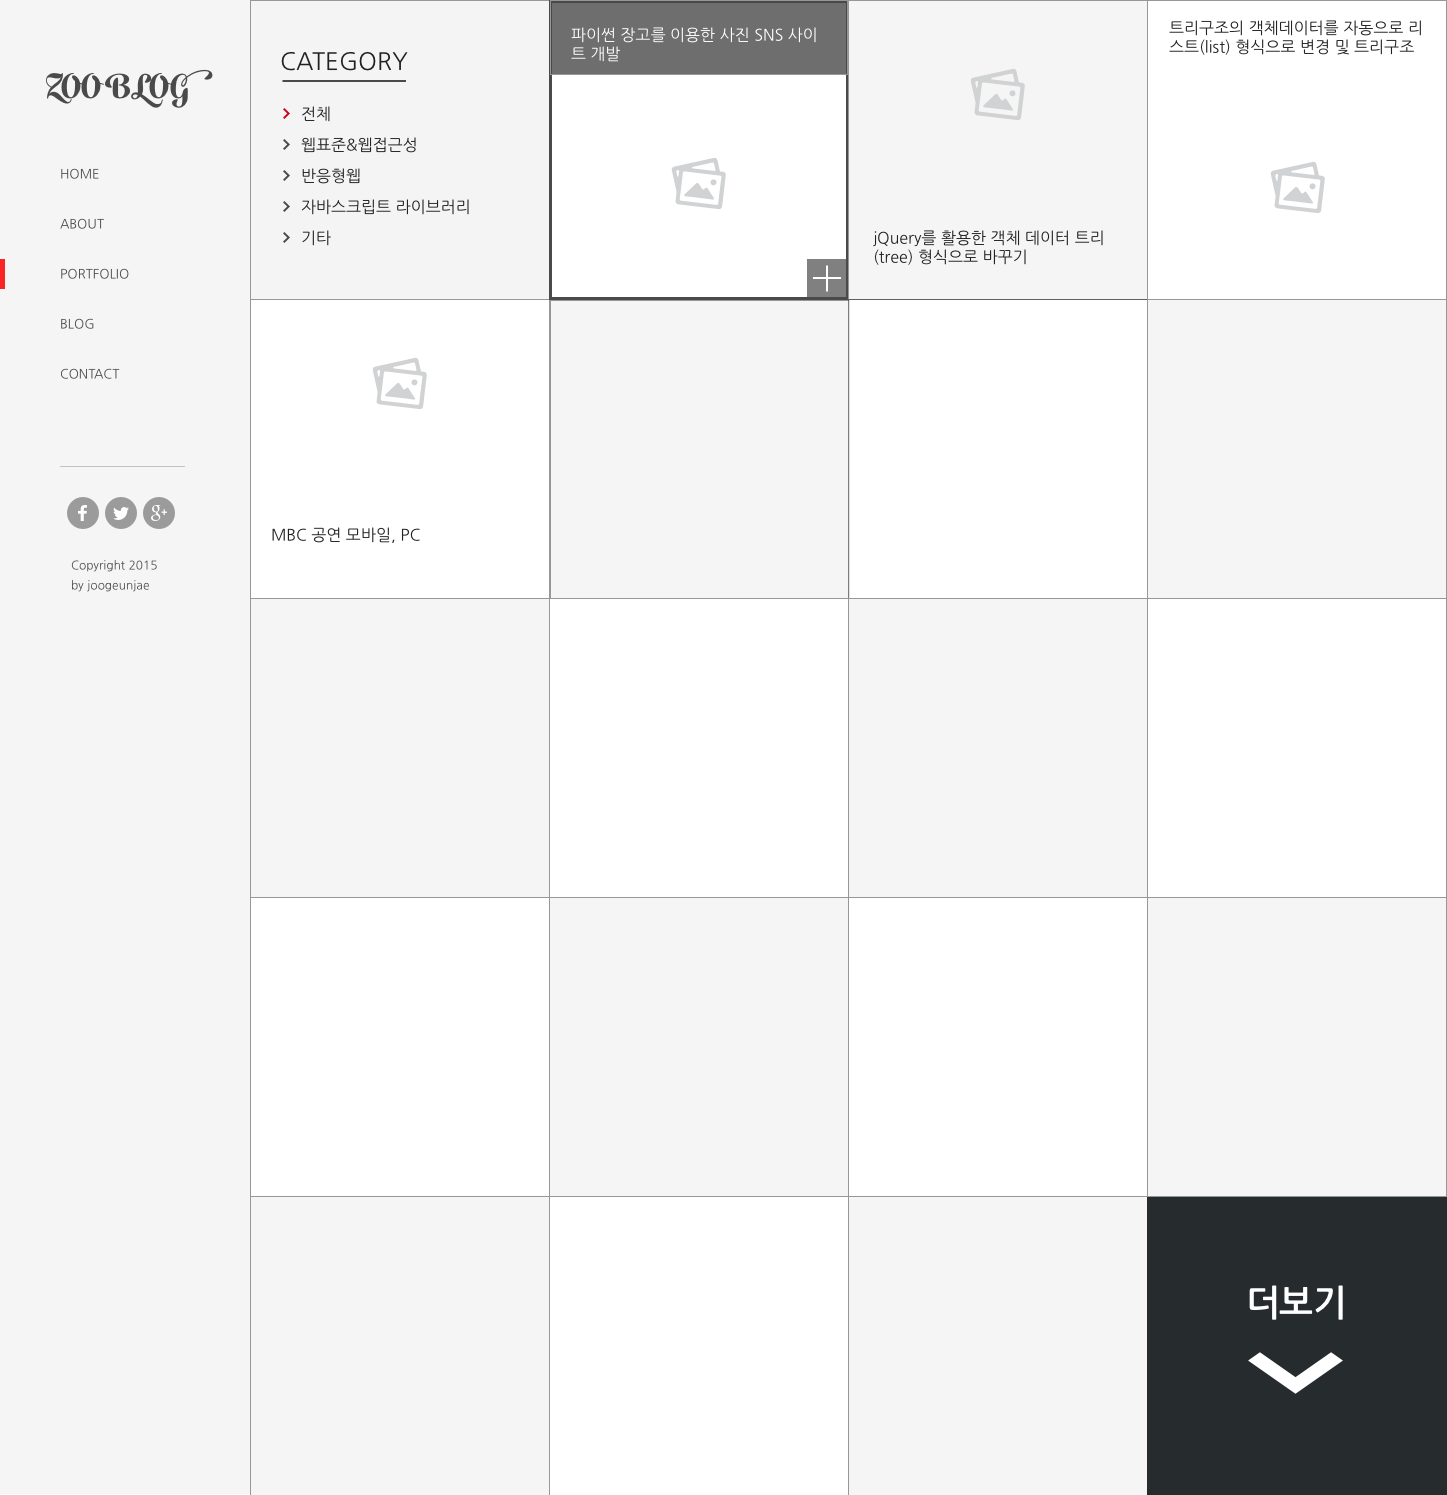 ZOO BLOG
HOME
ABOUT
PORTFOLIO
BLOG
CONTACT
Copyright 2015
by joogeunjae
CATEGORY
전체
웹표준&웹접근성
반응형웹
자바스크립트 라이브러리
기타
파이썬 장고를 이용한 사진 SNS 사이
트 개발
jQuery를 활용한 객체 데이터 트리
(tree) 형식으로 바꾸기
트리구조의 객체데이터를 자동으로 리
스트(list) 형식으로 변경 및 트리구조
MBC 공연 모바일, PC
더보기